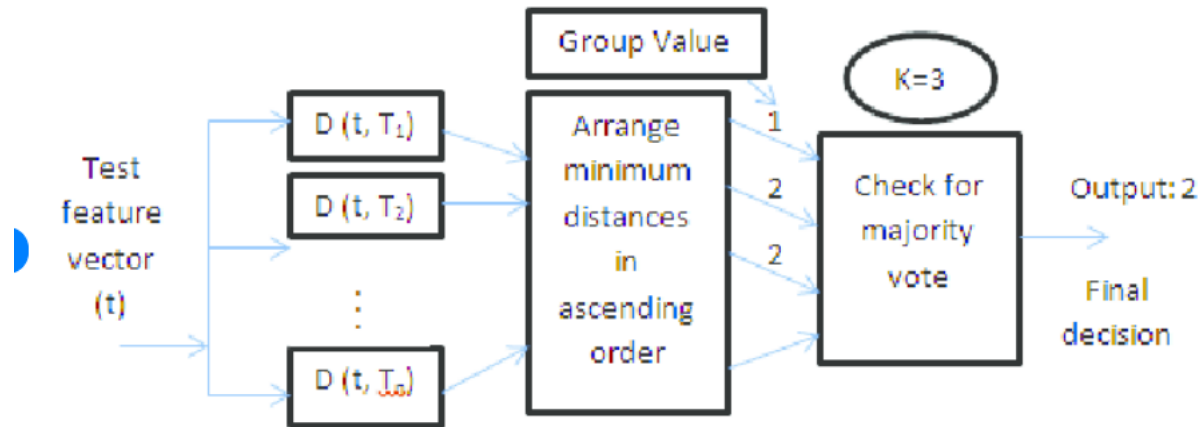 Group Value
K=3
Test
feature
vector
(t)
D (t, T₁)
D (t, T₂)
⋮
D (t, Tₙ)
Arrange
minimum
distances
in
ascending
order
1
2
2
Check for
majority
vote
Output: 2
Final
decision